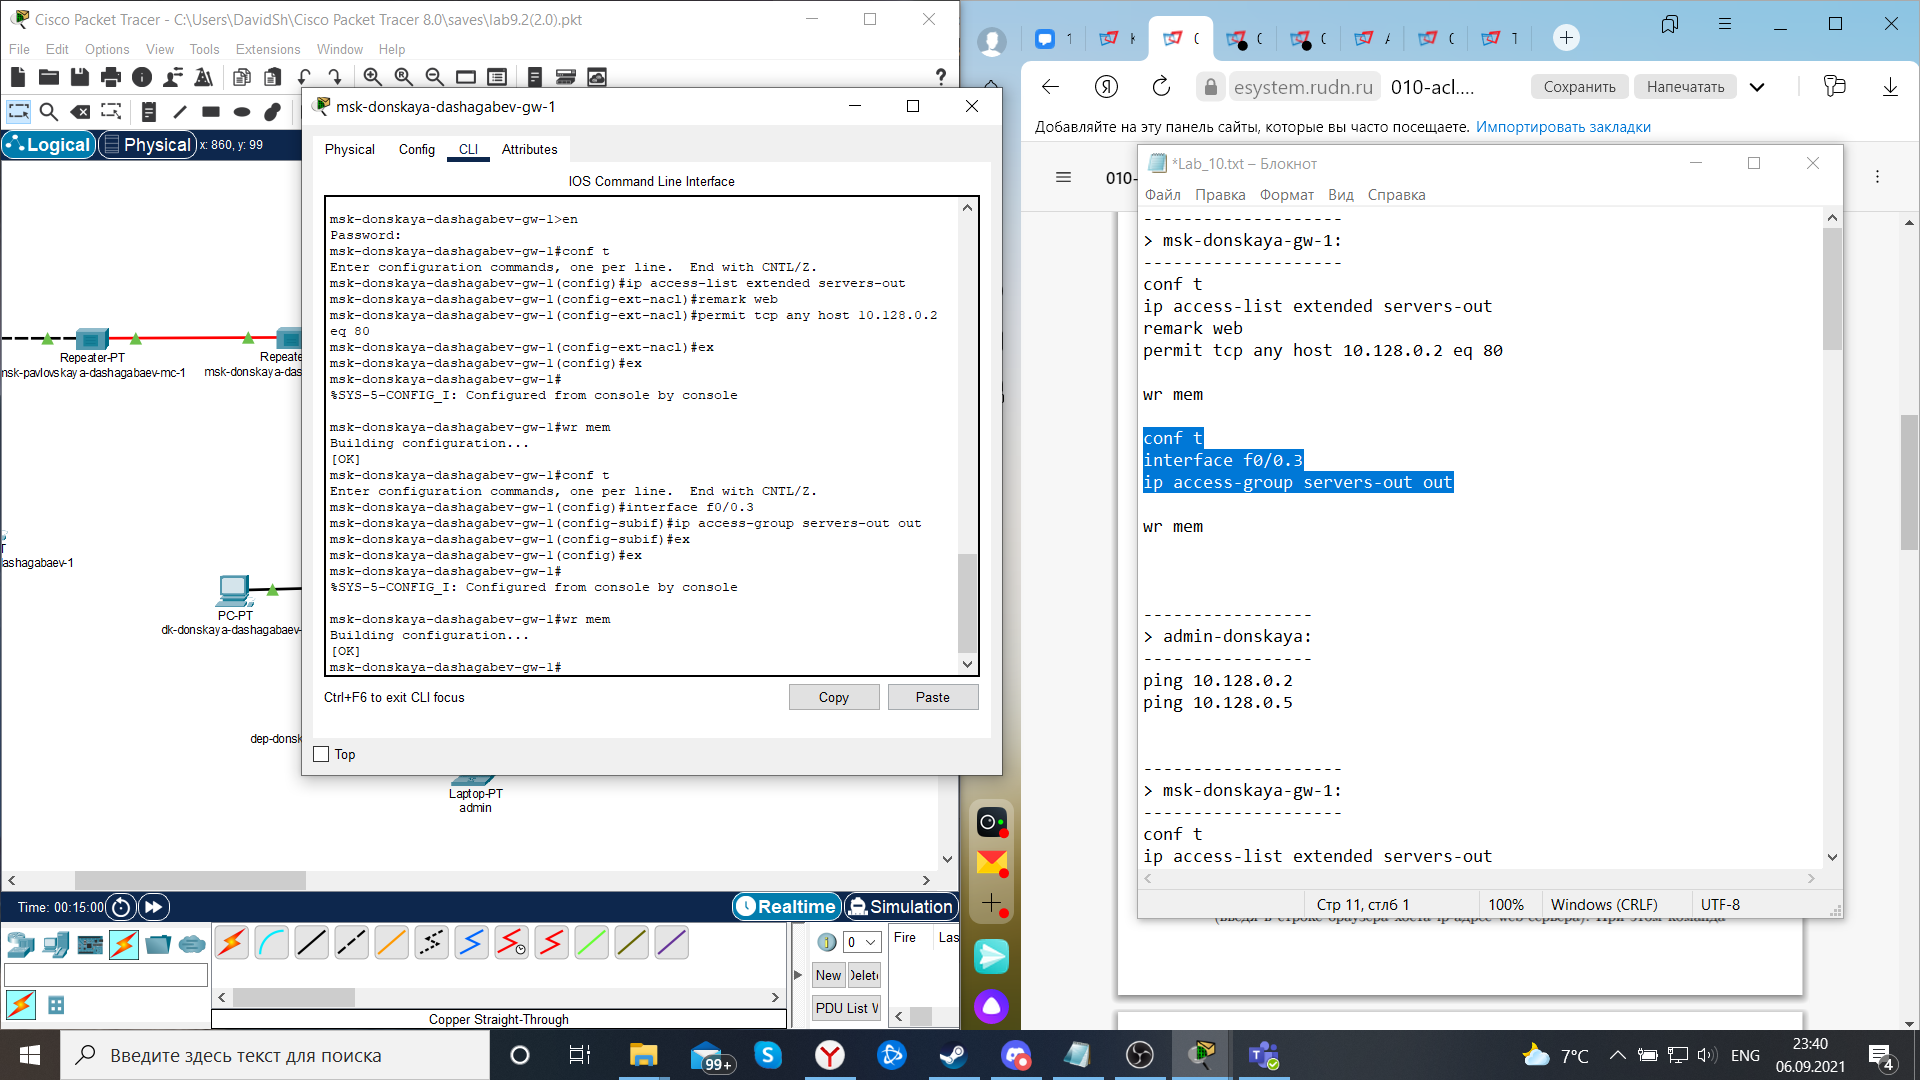 Cisco Packet Tracer - C:\Users\DavidSh\Cisco Packet Tracer 8.0\saves\lab9.2(2.0).pkt
File Edit Options View Tools Extensions Window Help
Logical
Physical x: 860, y: 99
Repeater-PT
msk-pavlovskaya-dashagabaev-mc-1
Repeate
msk-donskaya-das
ashagabaev-1
PC-PT
dk-donskaya-dashagabaev-
dep-donsk
Laptop-PT
admin
msk-donskaya-dashagabev-gw-1
Physical Config CLI Attributes
IOS Command Line Interface
msk-donskaya-dashagabev-gw-1>en
Password:
msk-donskaya-dashagabev-gw-1#conf t
Enter configuration commands, one per line. End with CNTL/Z.
msk-donskaya-dashagabev-gw-1(config)#ip access-list extended servers-out
msk-donskaya-dashagabev-gw-1(config-ext-nacl)#remark web
msk-donskaya-dashagabev-gw-1(config-ext-nacl)#permit tcp any host 10.128.0.2
eq 80
msk-donskaya-dashagabev-gw-1(config-ext-nacl)#ex
msk-donskaya-dashagabev-gw-1(config)#ex
msk-donskaya-dashagabev-gw-1#
%SYS-5-CONFIG_I: Configured from console by console
msk-donskaya-dashagabev-gw-1#wr mem
Building configuration...
[OK]
msk-donskaya-dashagabev-gw-1#conf t
Enter configuration commands, one per line. End with CNTL/Z.
msk-donskaya-dashagabev-gw-1(config)#interface f0/0.3
msk-donskaya-dashagabev-gw-1(config-subif)#ip access-group servers-out out
msk-donskaya-dashagabev-gw-1(config-subif)#ex
msk-donskaya-dashagabev-gw-1(config)#ex
msk-donskaya-dashagabev-gw-1#
%SYS-5-CONFIG_I: Configured from console by console
msk-donskaya-dashagabev-gw-1#wr mem
Building configuration...
[OK]
msk-donskaya-dashagabev-gw-1#
Ctrl+F6 to exit CLI focus
Copy
Paste
Top
Time: 00:15:00
Realtime
Simulation
0
Fire Las
New
Delete
PDU List W
Copper Straight-Through
esystem.rudn.ru
010-acl....
Сохранить
Напечатать
Добавляйте на эту панель сайты, которые вы часто посещаете. Импортировать закладки
010-
*Lab_10.txt – Блокнот
Файл Правка Формат Вид Справка
--------------------
> msk-donskaya-gw-1:
--------------------
conf t
ip access-list extended servers-out
remark web
permit tcp any host 10.128.0.2 eq 80
wr mem
conf t
interface f0/0.3
ip access-group servers-out out
wr mem
-----------------
> admin-donskaya:
-----------------
ping 10.128.0.2
ping 10.128.0.5
--------------------
> msk-donskaya-gw-1:
--------------------
conf t
ip access-list extended servers-out
Стр 11, стлб 1
100%
Windows (CRLF)
UTF-8
Введите здесь текст для поиска
99+
7°C
ENG
23:40
06.09.2021
4